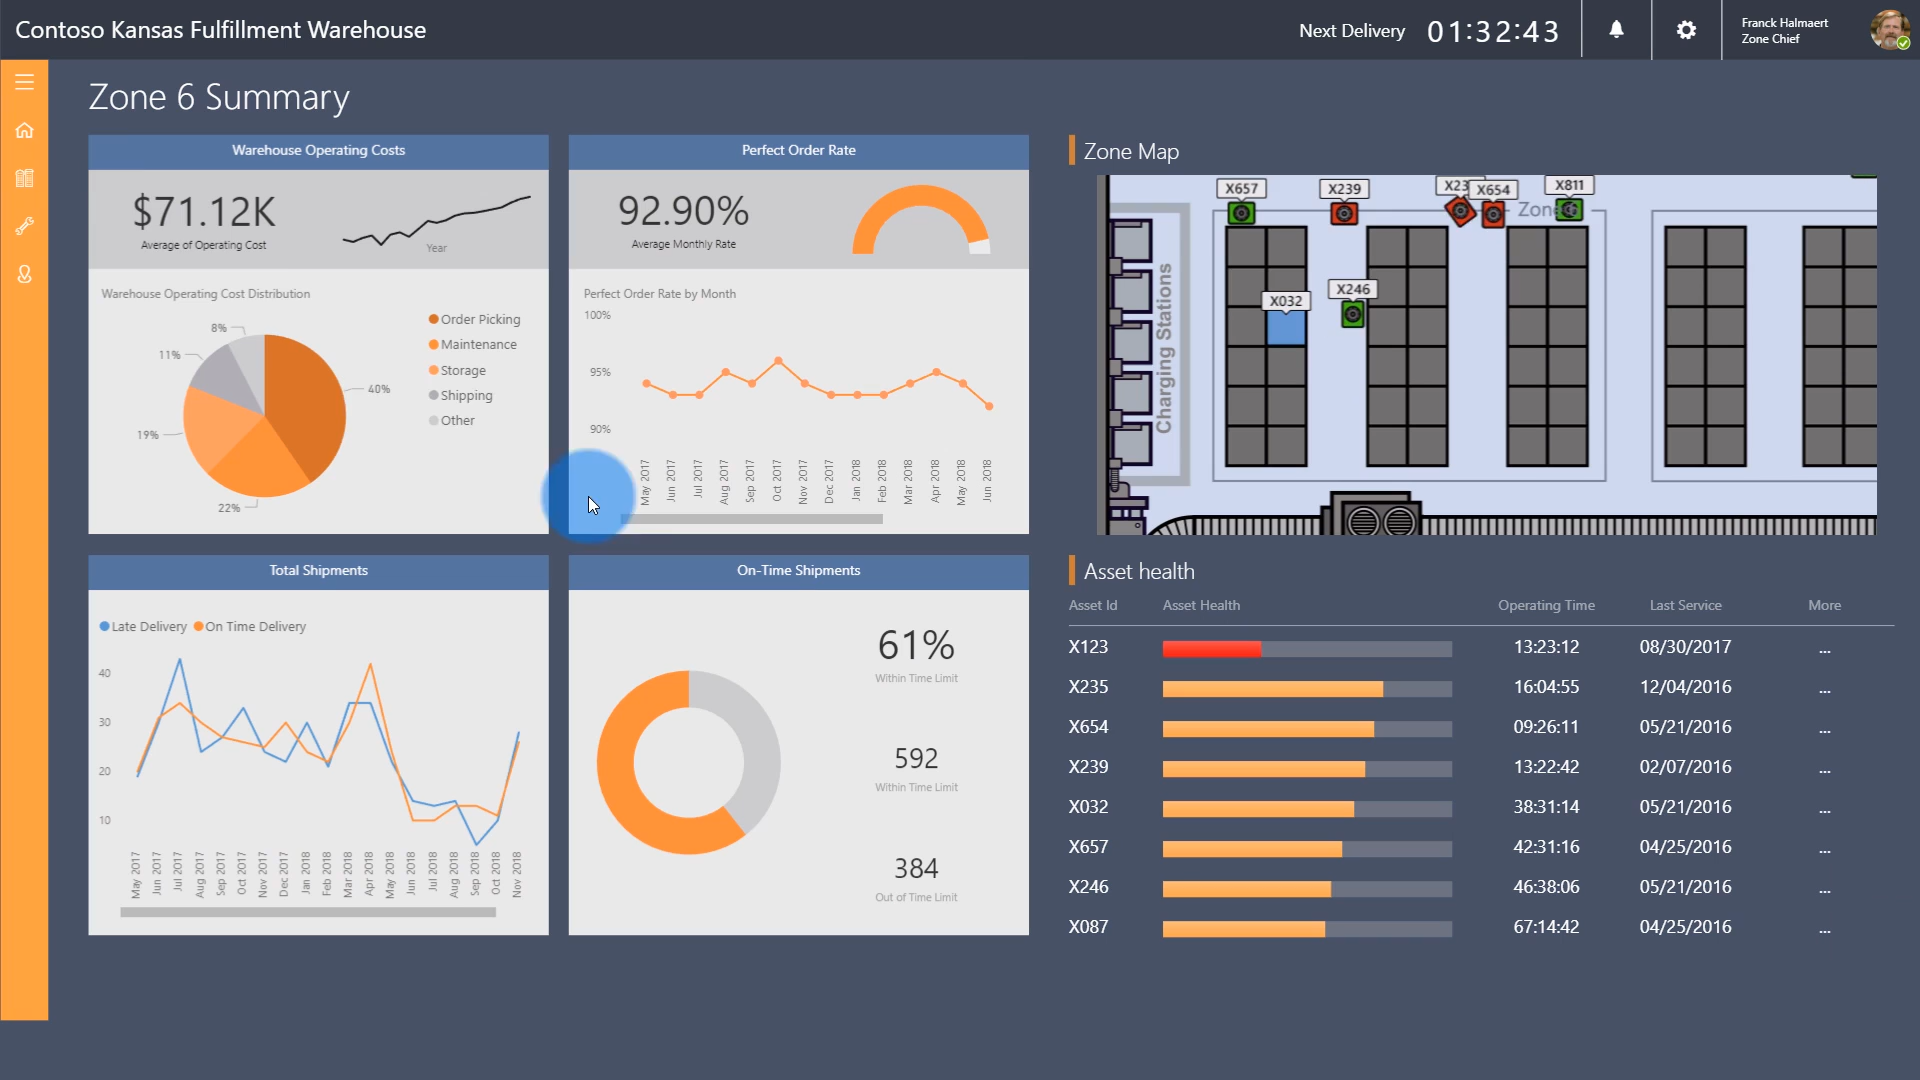 Contoso Kansas Fulfillment Warehouse
Next Delivery 01:32:43
Franck Halmaert
Zone Chief
Zone 6 Summary
Warehouse Operating Costs
$71.12K
Average of Operating Cost
Year
Warehouse Operating Cost Distribution
8%
11%
19%
22%
40%
Order Picking
Maintenance
Storage
Shipping
Other
Perfect Order Rate
92.90%
Average Monthly Rate
Perfect Order Rate by Month
100%
95%
90%
May 2017
Jun 2017
Jul 2017
Aug 2017
Sep 2017
Oct 2017
Nov 2017
Dec 2017
Jan 2018
Feb 2018
Mar 2018
Apr 2018
May 2018
Jun 2018
Zone Map
X657
X239
X23
X654
X811
Zone
X032
X246
Charging Stations
Total Shipments
Late Delivery On Time Delivery
40
30
20
10
May 2017
Jun 2017
Jul 2017
Aug 2017
Sep 2017
Oct 2017
Nov 2017
Dec 2017
Jan 2018
Feb 2018
Mar 2018
Apr 2018
May 2018
Jun 2018
Jul 2018
Aug 2018
Sep 2018
Oct 2018
Nov 2018
On-Time Shipments
61%
Within Time Limit
592
Within Time Limit
384
Out of Time Limit
Asset health
Asset Id Asset Health Operating Time Last Service More
X123 13:23:12 08/30/2017 ...
X235 16:04:55 12/04/2016 ...
X654 09:26:11 05/21/2016 ...
X239 13:22:42 02/07/2016 ...
X032 38:31:14 05/21/2016 ...
X657 42:31:16 04/25/2016 ...
X246 46:38:06 05/21/2016 ...
X087 67:14:42 04/25/2016 ...